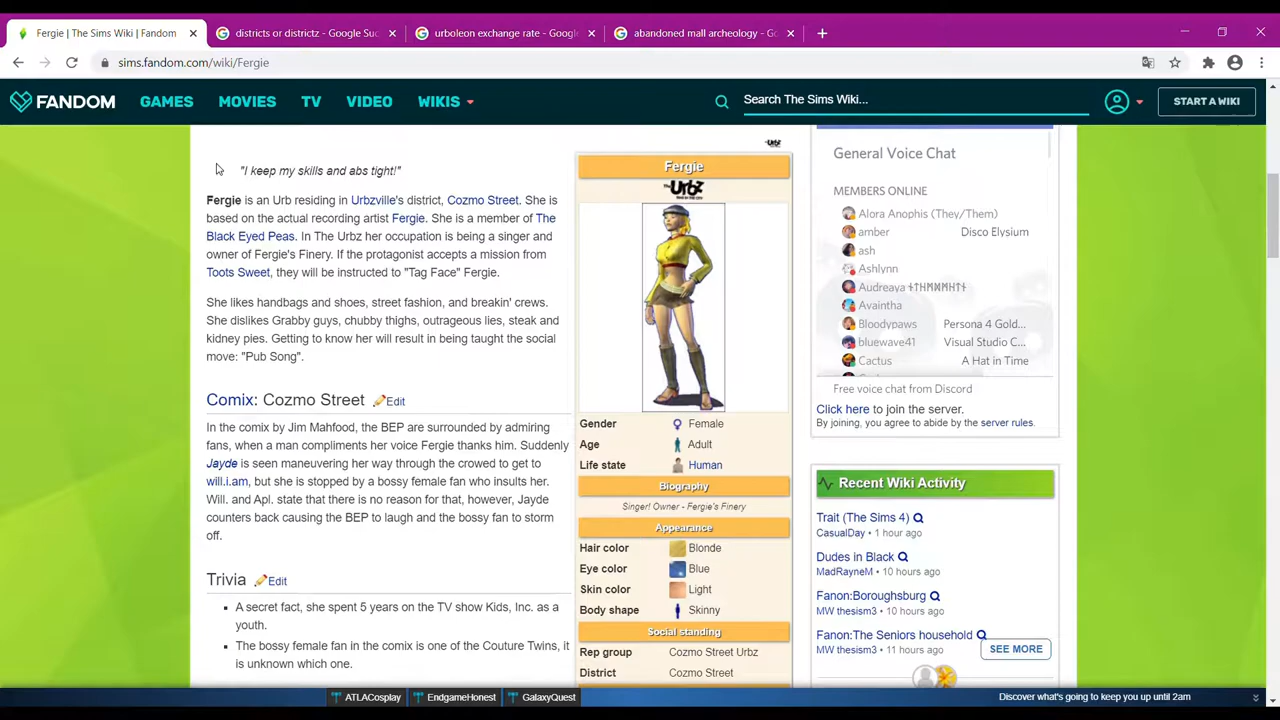 Fergie | The Sims Wiki | Fandom
districts or districtz - Google Su
urboleon exchange rate - Google
abandoned mall archeology - Go
sims.fandom.com/wiki/Fergie
FANDOM
GAMES
MOVIES
TV
VIDEO
WIKIS
Search The Sims Wiki...
START A WIKI
"I keep my skills and abs tight!"
Fergie is an Urb residing in Urbzville's district, Cozmo Street. She is
based on the actual recording artist Fergie. She is a member of The
Black Eyed Peas. In The Urbz her occupation is being a singer and
owner of Fergie's Finery. If the protagonist accepts a mission from
Toots Sweet, they will be instructed to "Tag Face" Fergie.
She likes handbags and shoes, street fashion, and breakin' crews.
She dislikes Grabby guys, chubby thighs, outrageous lies, steak and
kidney pies. Getting to know her will result in being taught the social
move: "Pub Song".
Comix: Cozmo Street Edit
In the comix by Jim Mahfood, the BEP are surrounded by admiring
fans, when a man compliments her voice Fergie thanks him. Suddenly
Jayde is seen maneuvering her way through the crowed to get to
will.i.am, but she is stopped by a bossy female fan who insults her.
Will. and Apl. state that there is no reason for that, however, Jayde
counters back causing the BEP to laugh and the bossy fan to storm
off.
Trivia Edit
A secret fact, she spent 5 years on the TV show Kids, Inc. as a
youth.
The bossy female fan in the comix is one of the Couture Twins, it
is unknown which one.
Urbz
Fergie
The Urbz
Gender Female
Age Adult
Life state Human
Biography
Singer! Owner - Fergie's Finery
Appearance
Hair color Blonde
Eye color Blue
Skin color Light
Body shape Skinny
Social standing
Rep group Cozmo Street Urbz
District Cozmo Street
General Voice Chat
MEMBERS ONLINE
Alora Anophis (They/Them)
amber Disco Elysium
ash
Ashlynn
Audreaya
Avaintha
Bloodypaws Persona 4 Gold...
bluewave41 Visual Studio C...
Cactus A Hat in Time
Free voice chat from Discord
Click here to join the server.
By joining, you agree to abide by the server rules.
Recent Wiki Activity
Trait (The Sims 4)
CasualDay • 1 hour ago
Dudes in Black
MadRayneM • 10 hours ago
Fanon:Boroughsburg
MW thesism3 • 10 hours ago
Fanon:The Seniors household
MW thesism3 • 11 hours ago
SEE MORE
ATLACosplay
EndgameHonest
GalaxyQuest
Discover what's going to keep you up until 2am